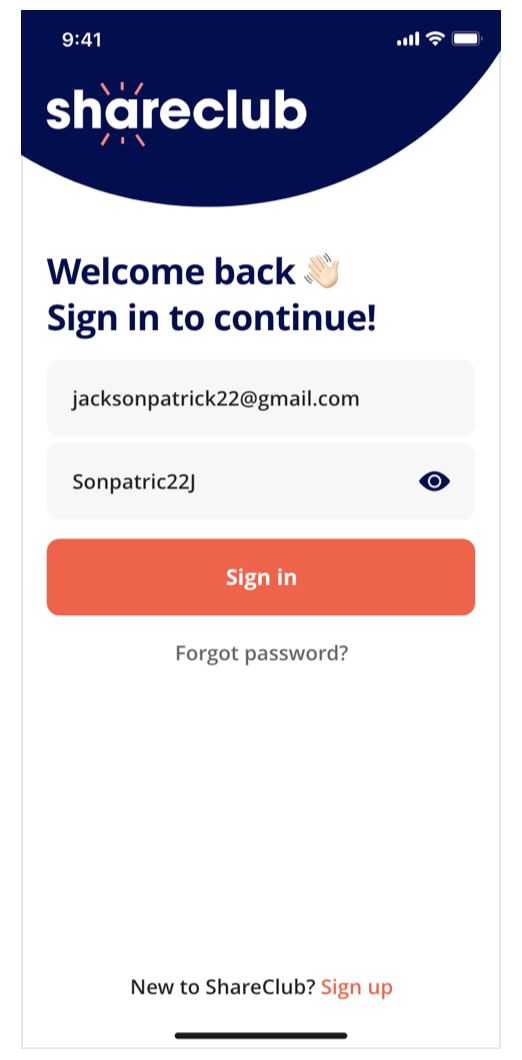 9:41
shareclub
Welcome back 👋🏻
Sign in to continue!
jacksonpatrick22@gmail.com
Sonpatric22J
Sign in
Forgot password?
New to ShareClub? Sign up